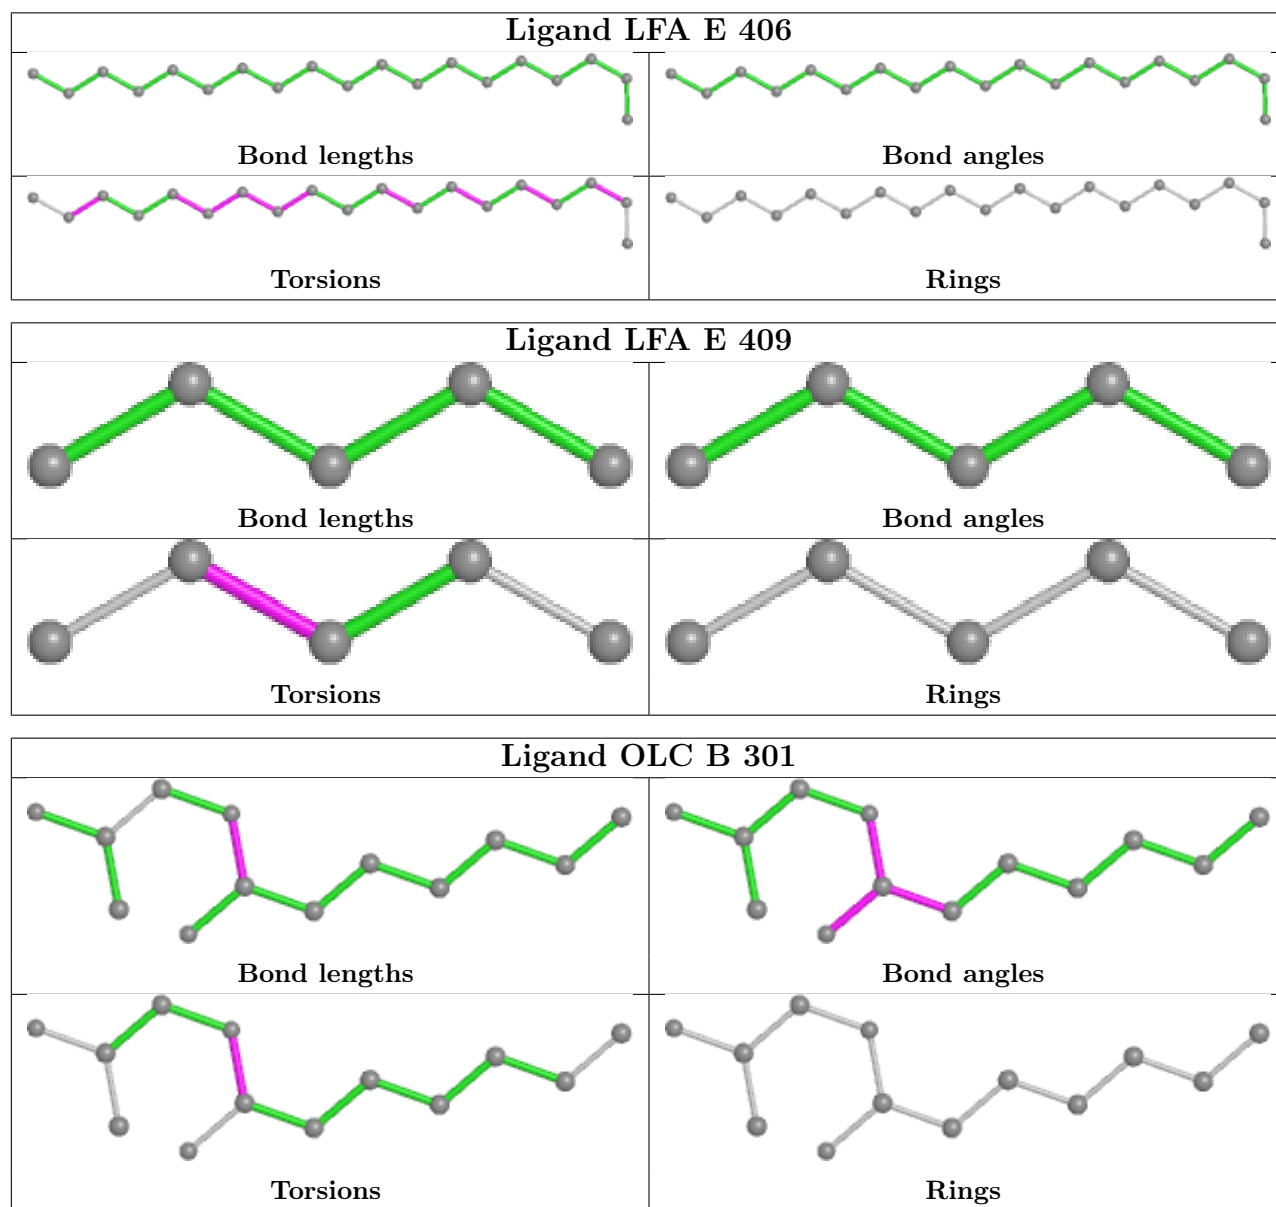 Ligand LFA E 406
Bond lengths
Bond angles
Torsions
Rings
Ligand LFA E 409
Bond lengths
Bond angles
Torsions
Rings
Ligand OLC B 301
Bond lengths
Bond angles
Torsions
Rings